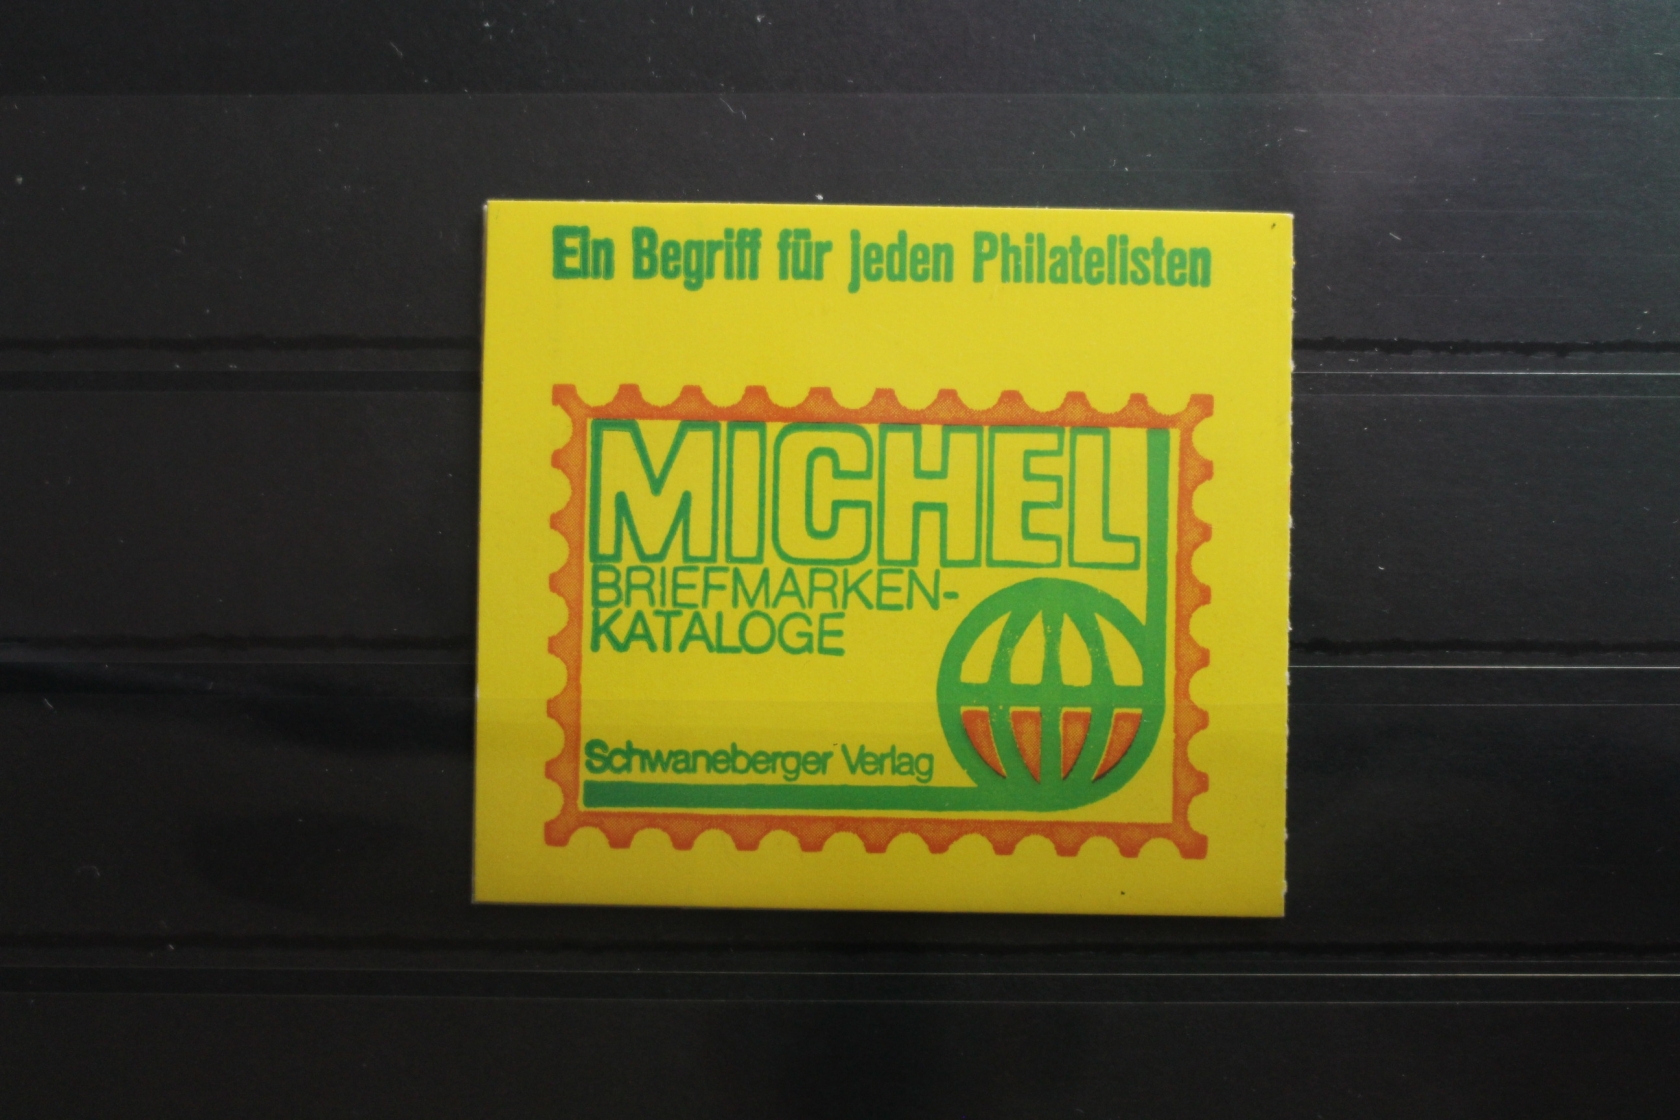 Ein Begriff für jeden Philatelisten
MICHEL
BRIEFMARKEN-
KATALOGE
Schwaneberger Verlag